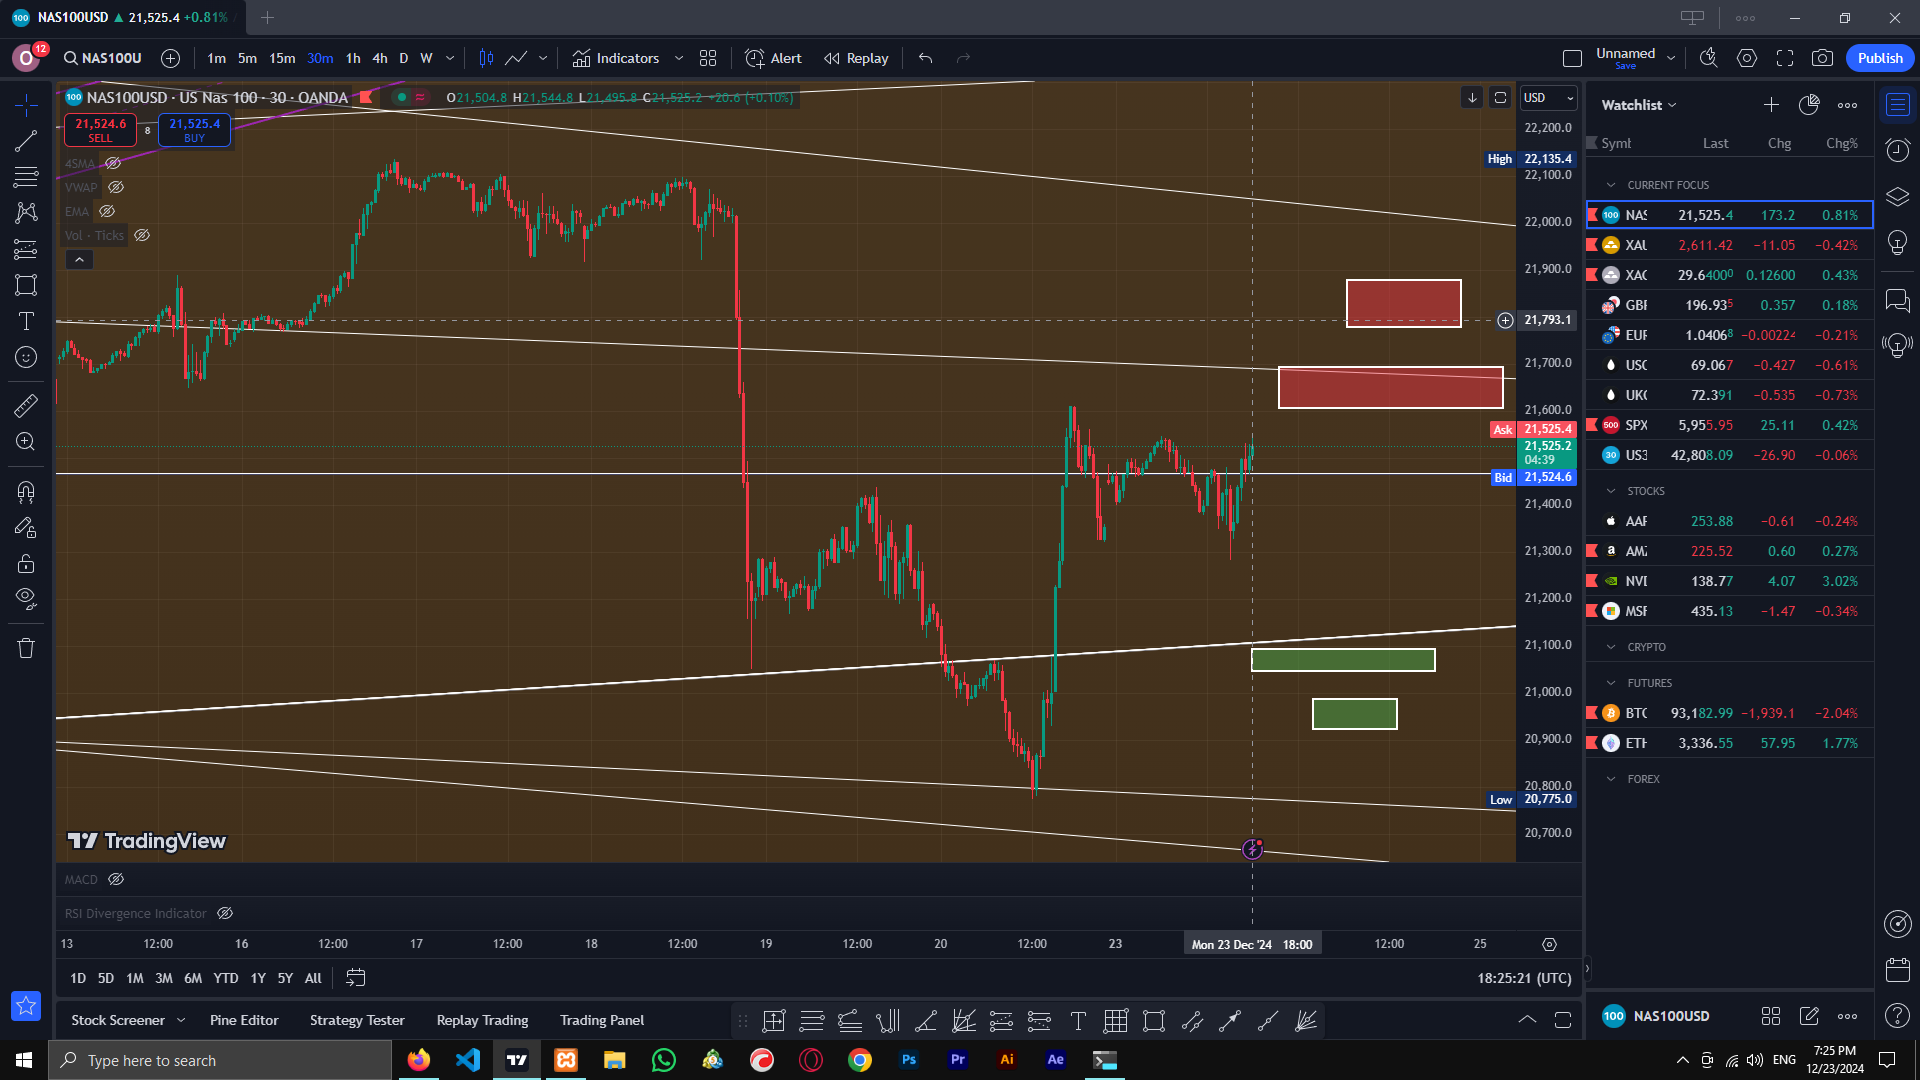 NAS100USD ▲ 21,525.4 +0.81%
12
NAS100U
1m 5m 15m 30m 1h 4h D W
Indicators
Alert
Replay
Unnamed
Save
Publish
NAS100USD · US Nas 100 · 30 · OANDA
O21,504.8 H21,544.8 L21,495.8 C21,525.2 +20.6 (+0.10%)
USD
21,524.6
SELL
8
21,525.4
BUY
4SMA
VWAP
EMA
Vol · Ticks
22,200.0
High 22,135.4
22,100.0
22,000.0
21,900.0
21,793.1
21,700.0
21,600.0
Ask 21,525.4
21,525.2
04:39
Bid 21,524.6
21,400.0
21,300.0
21,200.0
21,100.0
21,000.0
20,900.0
20,800.0
Low 20,775.0
20,700.0
TradingView
MACD
RSI Divergence Indicator
13 12:00 16 12:00 17 12:00 18 12:00 19 12:00 20 12:00 23 Mon 23 Dec '24 18:00 12:00 25
1D 5D 1M 3M 6M YTD 1Y 5Y All
18:25:21 (UTC)
Stock Screener Pine Editor Strategy Tester Replay Trading Trading Panel
Watchlist
Symb Last Chg Chg%
CURRENT FOCUS
100 NAS 21,525.4 173.2 0.81%
XAU 2,611.42 −11.05 −0.42%
XAG 29.64000 0.12600 0.43%
GBP 196.935 0.357 0.18%
EUR 1.04068 −0.00224 −0.21%
USO 69.067 −0.427 −0.61%
UKO 72.391 −0.535 −0.73%
500 SPX 5,955.95 25.11 0.42%
30 US3 42,808.09 −26.90 −0.06%
STOCKS
AAP 253.88 −0.61 −0.24%
AMZ 225.52 0.60 0.27%
NVD 138.77 4.07 3.02%
MSF 435.13 −1.47 −0.34%
CRYPTO
FUTURES
BTC 93,182.99 −1,939.1 −2.04%
ETH 3,336.55 57.95 1.77%
FOREX
100 NAS100USD
Type here to search
Ps Pr Ai Ae
ENG
7:25 PM
12/23/2024